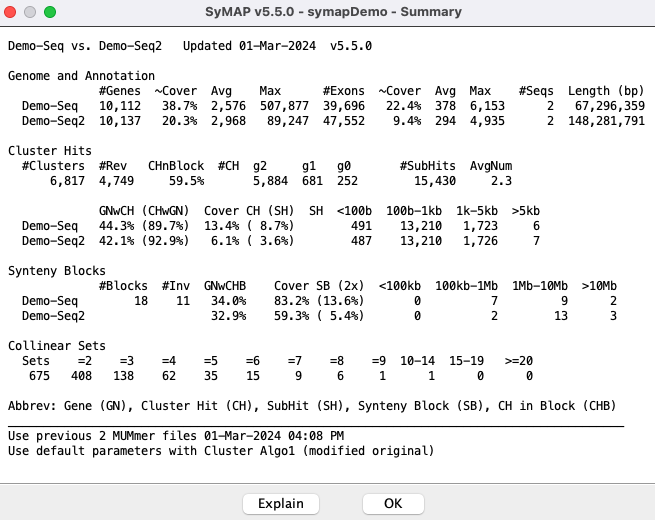 SyMAP v5.5.0 - symapDemo - Summary
Demo-Seq vs. Demo-Seq2   Updated 01-Mar-2024  v5.5.0
Genome and Annotation
#Genes  ~Cover  Avg    Max      #Exons  ~Cover  Avg  Max    #Seqs  Length (bp)
Demo-Seq   10,112  38.7%  2,576  507,877  39,696  22.4%  378  6,153  2  67,296,359
Demo-Seq2  10,137  20.3%  2,968  89,247  47,552  9.4%  294  4,935  2  148,281,791
Cluster Hits
#Clusters  #Rev   CHnBlock  #CH  g2     g1   g0     #SubHits  AvgNum
6,817  4,749  59.5%  5,884  681  252  15,430  2.3
GNwCH (CHwGN)  Cover CH (SH)  SH  <100b  100b-1kb  1k-5kb  >5kb
Demo-Seq   44.3% (89.7%)  13.4% ( 8.7%)  491  13,210  1,723  6
Demo-Seq2  42.1% (92.9%)  6.1% ( 3.6%)  487  13,210  1,726  7
Synteny Blocks
#Blocks  #Inv  GNwCHB  Cover SB (2x)  <100kb  100kb-1Mb  1Mb-10Mb  >10Mb
Demo-Seq   18  11  34.0%  83.2% (13.6%)  0  7  9  2
Demo-Seq2  32.9%  59.3% ( 5.4%)  0  2  13  3
Collinear Sets
Sets  =2  =3  =4  =5  =6  =7  =8  =9  10-14  15-19  >=20
675  408  138  62  35  15  9  6  1  1  0  0
Abbrev: Gene (GN), Cluster Hit (CH), SubHit (SH), Synteny Block (SB), CH in Block (CHB)
Use previous 2 MUMmer files 01-Mar-2024 04:08 PM
Use default parameters with Cluster Algo1 (modified original)
Explain  OK